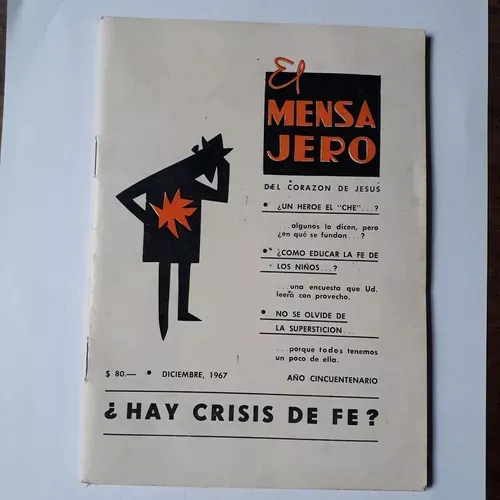 El
MENSA
JERO
DEL CORAZON DE JESUS
• ¿UN HEROE EL "CHE"...?
...algunos lo dicen, pero
¿en qué se fundan...?
• ¿COMO EDUCAR LA FE DE
LOS NIÑOS...?
...una encuesta que Ud.
leerá con provecho.
• NO SE OLVIDE DE
LA SUPERSTICION...
...porque todos tenemos
un poco de ella.
$ 80.— • DICIEMBRE, 1967
AÑO CINCUENTENARIO
¿HAY CRISIS DE FE?